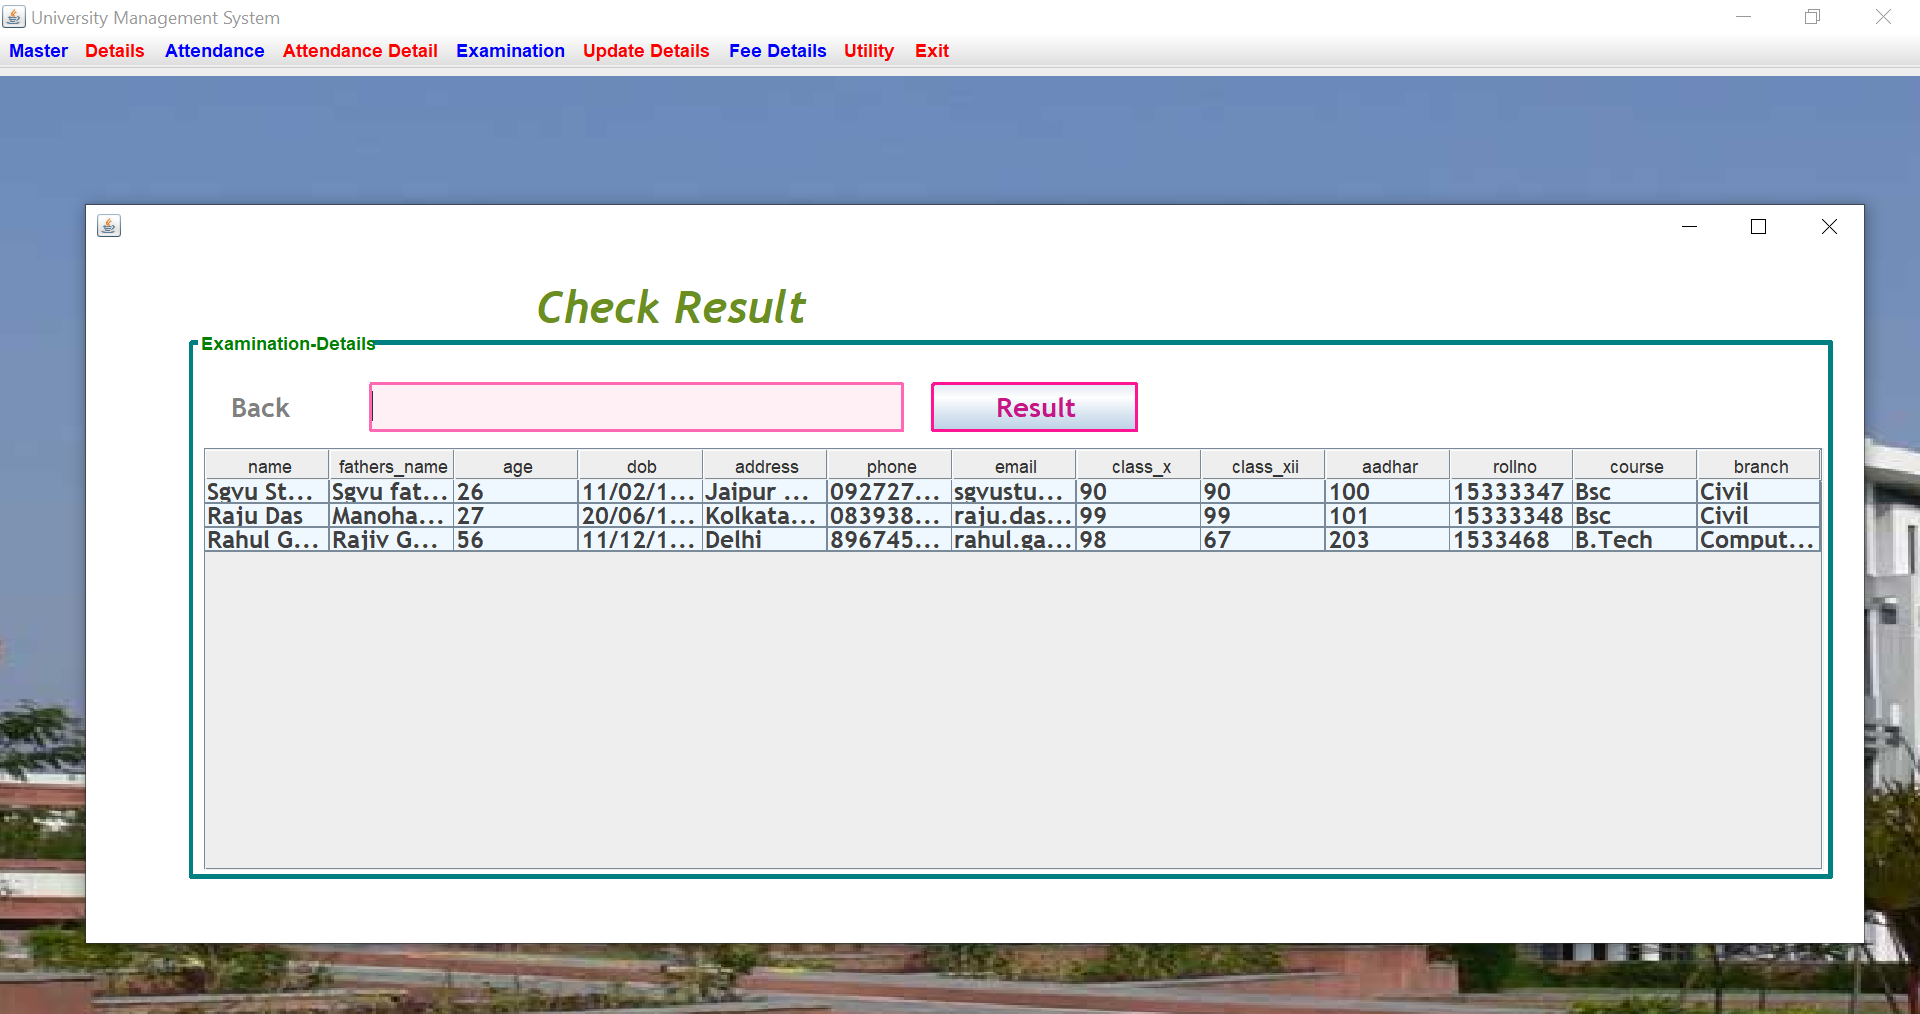 University Management System
Master Details Attendance Attendance Detail Examination Update Details Fee Details Utility Exit
Check Result
Examination-Details
Back Result
name fathers_name age dob address phone email class_x class_xii aadhar rollno course branch
Sgvu St... Sgvu fat... 26 11/02/1... Jaipur ... 092727... sgvustu... 90 90 100 15333347 Bsc Civil
Raju Das Manoha... 27 20/06/1... Kolkata... 083938... raju.das... 99 99 101 15333348 Bsc Civil
Rahul G... Rajiv G... 56 11/12/1... Delhi 896745... rahul.ga... 98 67 203 1533468 B.Tech Comput...